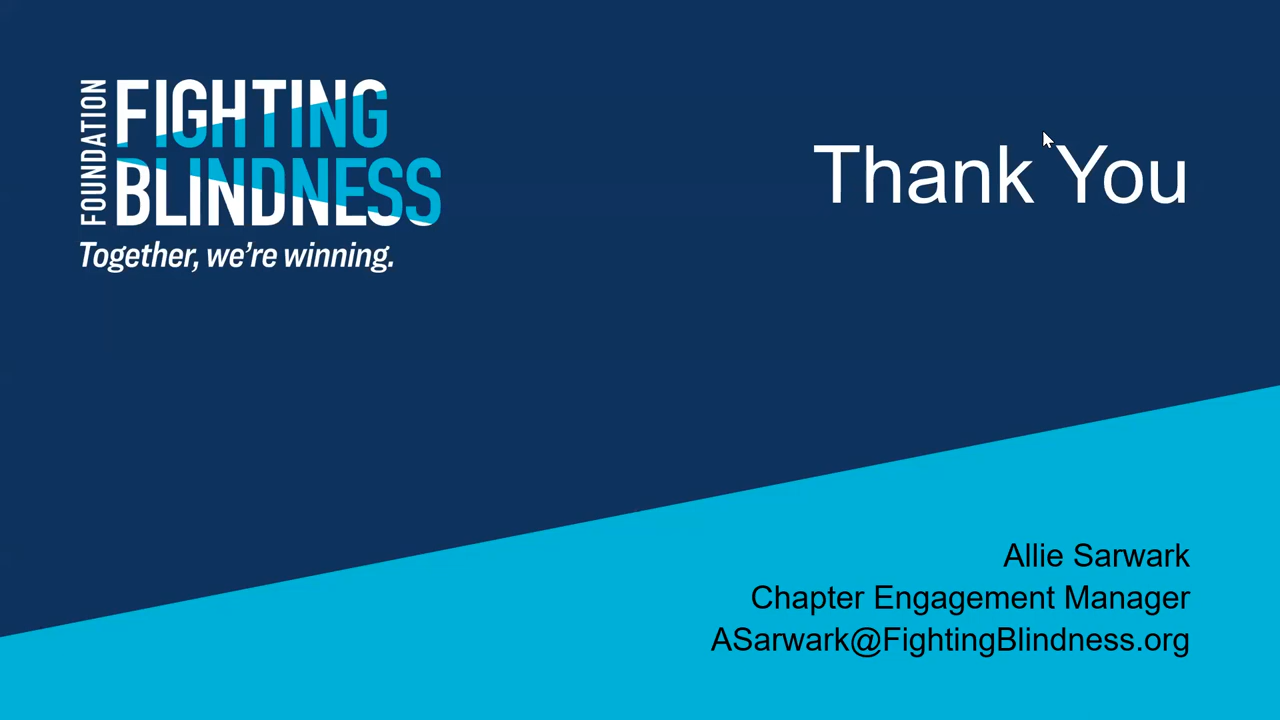 FOUNDATION
FIGHTING
BLINDNESS
Together, we're winning.
Thank You
Allie Sarwark
Chapter Engagement Manager
ASarwark@FightingBlindness.org